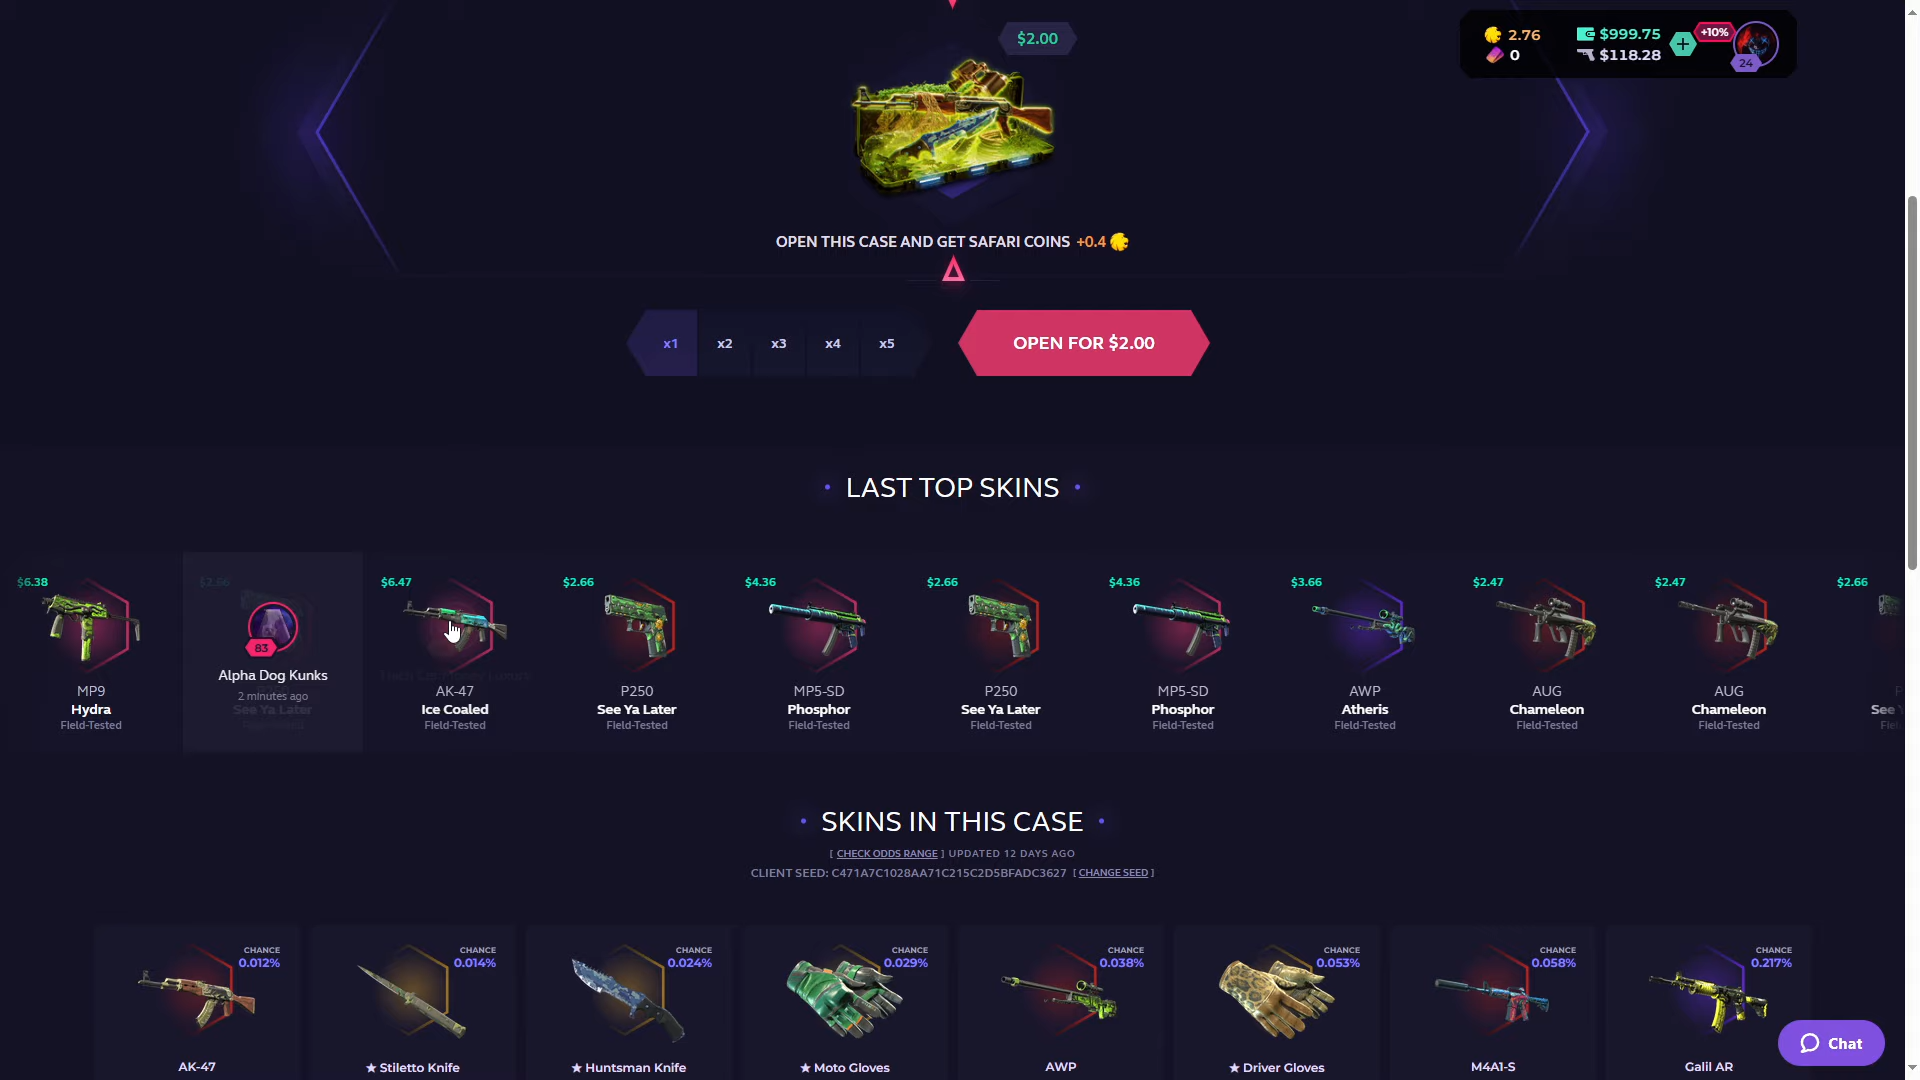 $2.00
2.76
$999.75
+10%
0
$118.28
24
OPEN THIS CASE AND GET SAFARI COINS +0.4
x1
x2
x3
x4
x5
OPEN FOR $2.00
LAST TOP SKINS
$6.38
MP9
Hydra
Field-Tested
$2.66
83
Alpha Dog Kunks
2 minutes ago
See Ya Later
$6.47
AK-47
Ice Coaled
Field-Tested
$2.66
P250
See Ya Later
Field-Tested
$4.36
MP5-SD
Phosphor
Field-Tested
$2.66
P250
See Ya Later
Field-Tested
$4.36
MP5-SD
Phosphor
Field-Tested
$3.66
AWP
Atheris
Field-Tested
$2.47
AUG
Chameleon
Field-Tested
$2.47
AUG
Chameleon
Field-Tested
$2.66
See
SKINS IN THIS CASE
[ CHECK ODDS RANGE ] UPDATED 12 DAYS AGO
CLIENT SEED: C471A7C1028AA71C215C2D5BFADC3627 [ CHANGE SEED ]
CHANCE
0.012%
AK-47
CHANCE
0.014%
★ Stiletto Knife
CHANCE
0.024%
★ Huntsman Knife
CHANCE
0.029%
★ Moto Gloves
CHANCE
0.038%
AWP
CHANCE
0.053%
★ Driver Gloves
CHANCE
0.058%
M4A1-S
CHANCE
0.217%
Galil AR
Chat